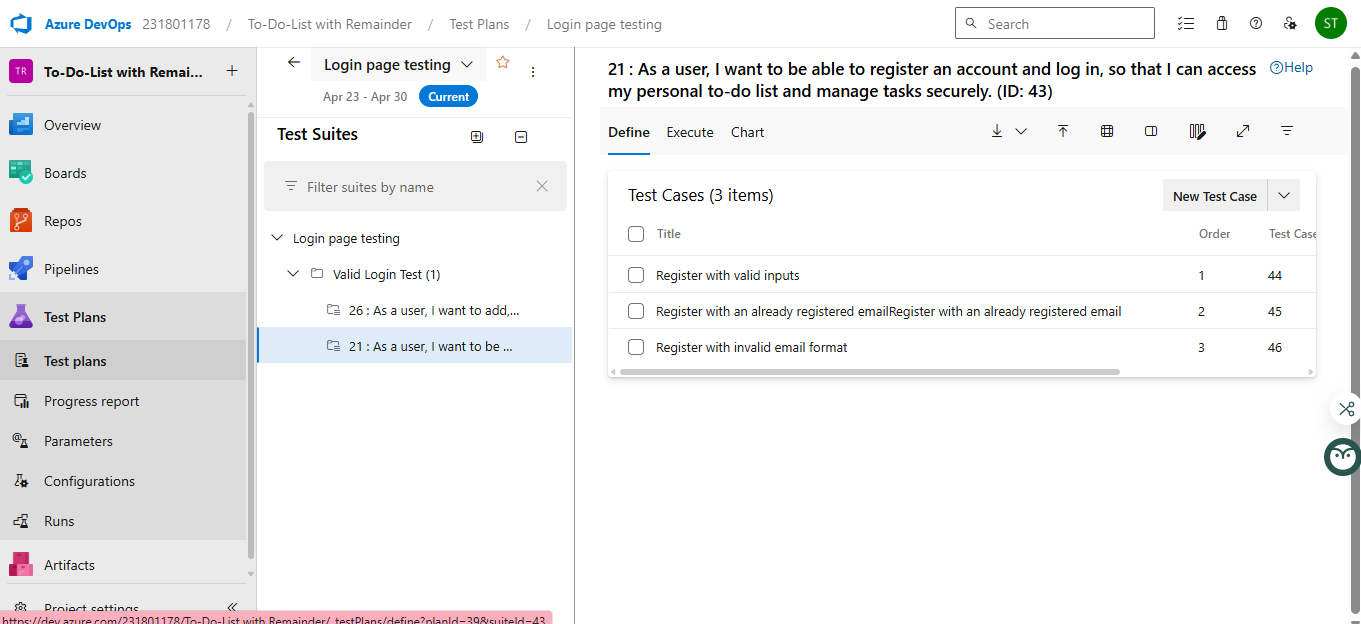 Azure DevOps 231801178 / To-Do-List with Remainder / Test Plans / Login page testing
Search
ST
TR To-Do-List with Remai... +
Overview
Boards
Repos
Pipelines
Test Plans
Test plans
Progress report
Parameters
Configurations
Runs
Artifacts
Project settings
Login page testing
Apr 23 - Apr 30 Current
Test Suites
Filter suites by name
Login page testing
Valid Login Test (1)
26 : As a user, I want to add,...
21 : As a user, I want to be ...
21 : As a user, I want to be able to register an account and log in, so that I can access
my personal to-do list and manage tasks securely. (ID: 43)
Help
Define Execute Chart
Test Cases (3 items)
New Test Case
Title Order Test Case
Register with valid inputs 1 44
Register with an already registered emailRegister with an already registered email 2 45
Register with invalid email format 3 46
https://dev.azure.com/231801178/To-Do-List with Remainder/_testPlans/define?planId=39&suiteId=43